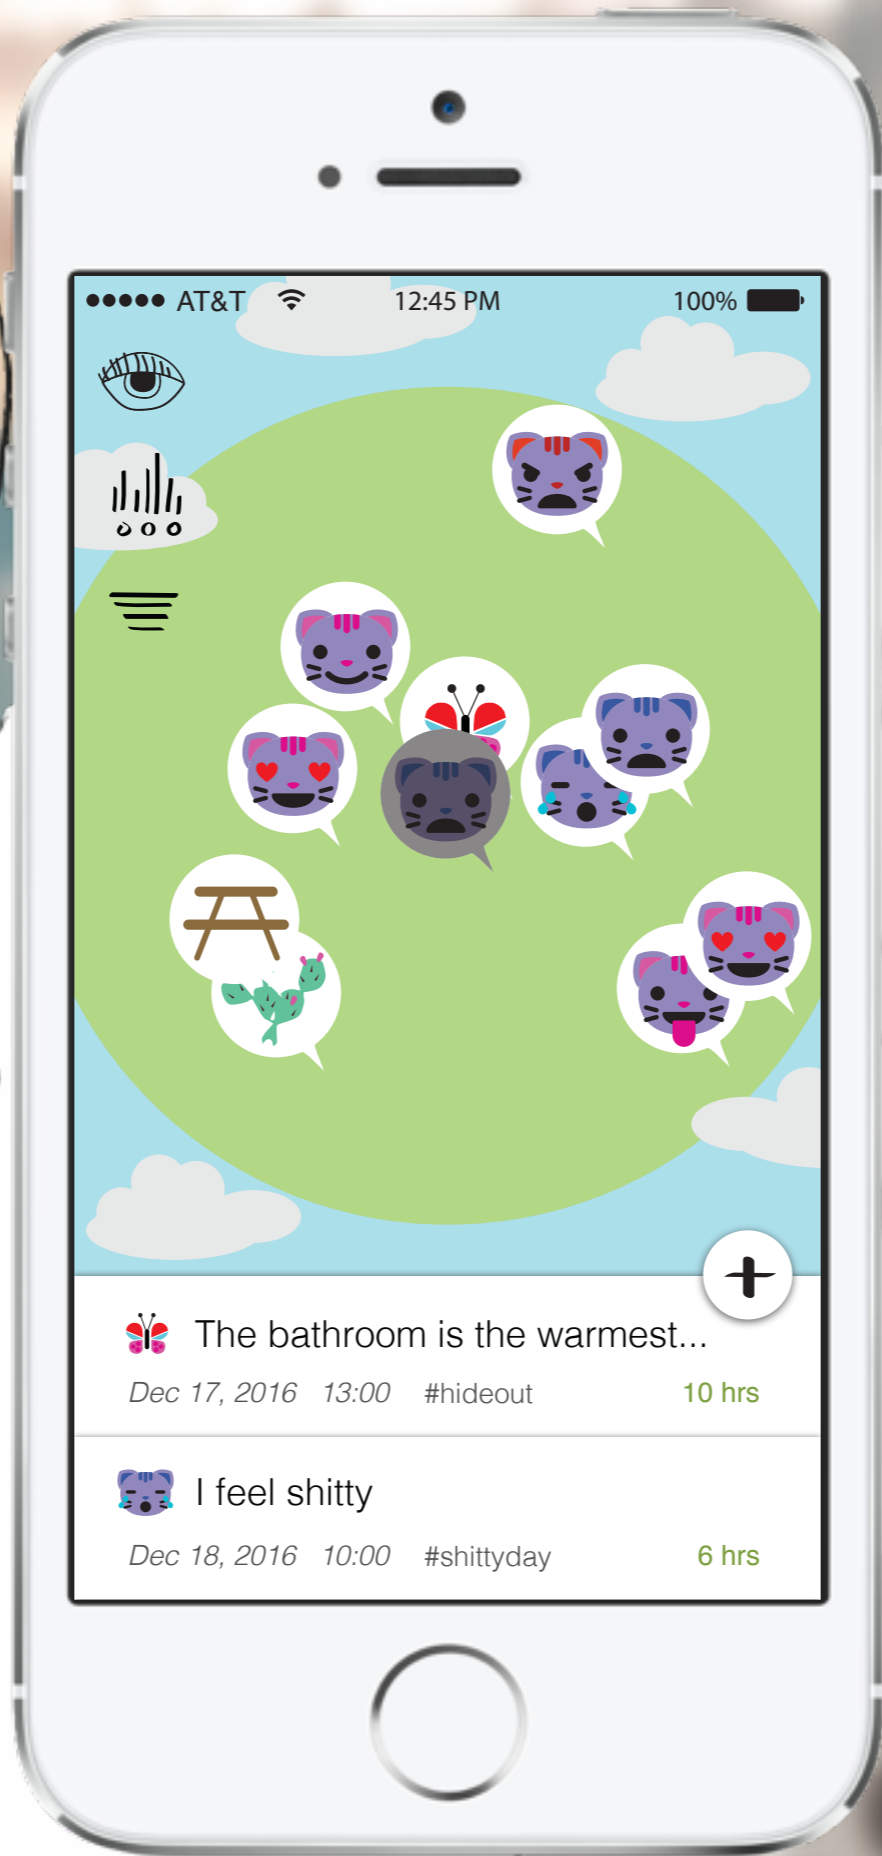 AT&T 12:45 PM 100%
The bathroom is the warmest...
Dec 17, 2016 13:00 #hideout 10 hrs
I feel shitty
Dec 18, 2016 10:00 #shittyday 6 hrs